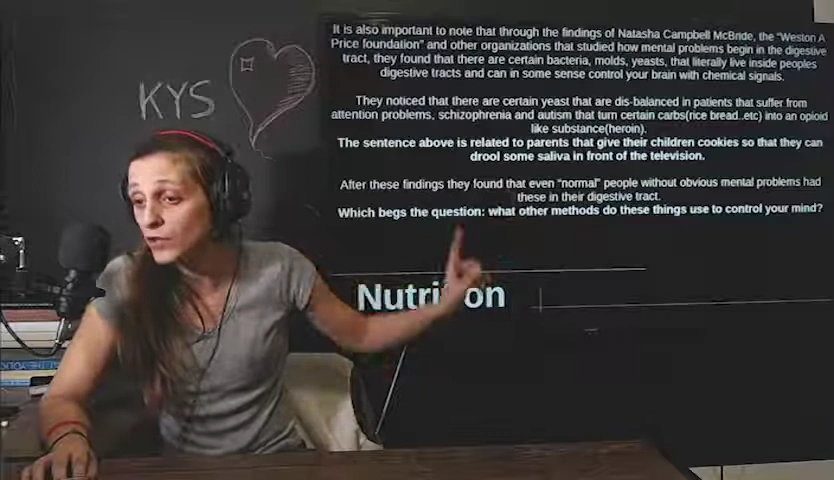 It is also important to note that through the findings of Natasha Campbell McBride, the "Weston A
Price foundation" and other organizations that studied how mental problems begin in the digestive
tract, they found that there are certain bacteria, molds, yeasts, that literally live inside peoples
digestive tracts and can in some sense control your brain with chemical signals.
They noticed that there are certain yeast that are dis-balanced in patients that suffer from
attention problems, schizophrenia and autism that turn certain carbs(rice bread..etc) into an opioid
like substance(heroin).
The sentence above is related to parents that give their children cookies so that they can
drool some saliva in front of the television.
After these findings they found that even "normal" people without obvious mental problems had
these in their digestive tract.
Which begs the question: what other methods do these things use to control your mind?
KYS
Nutrition